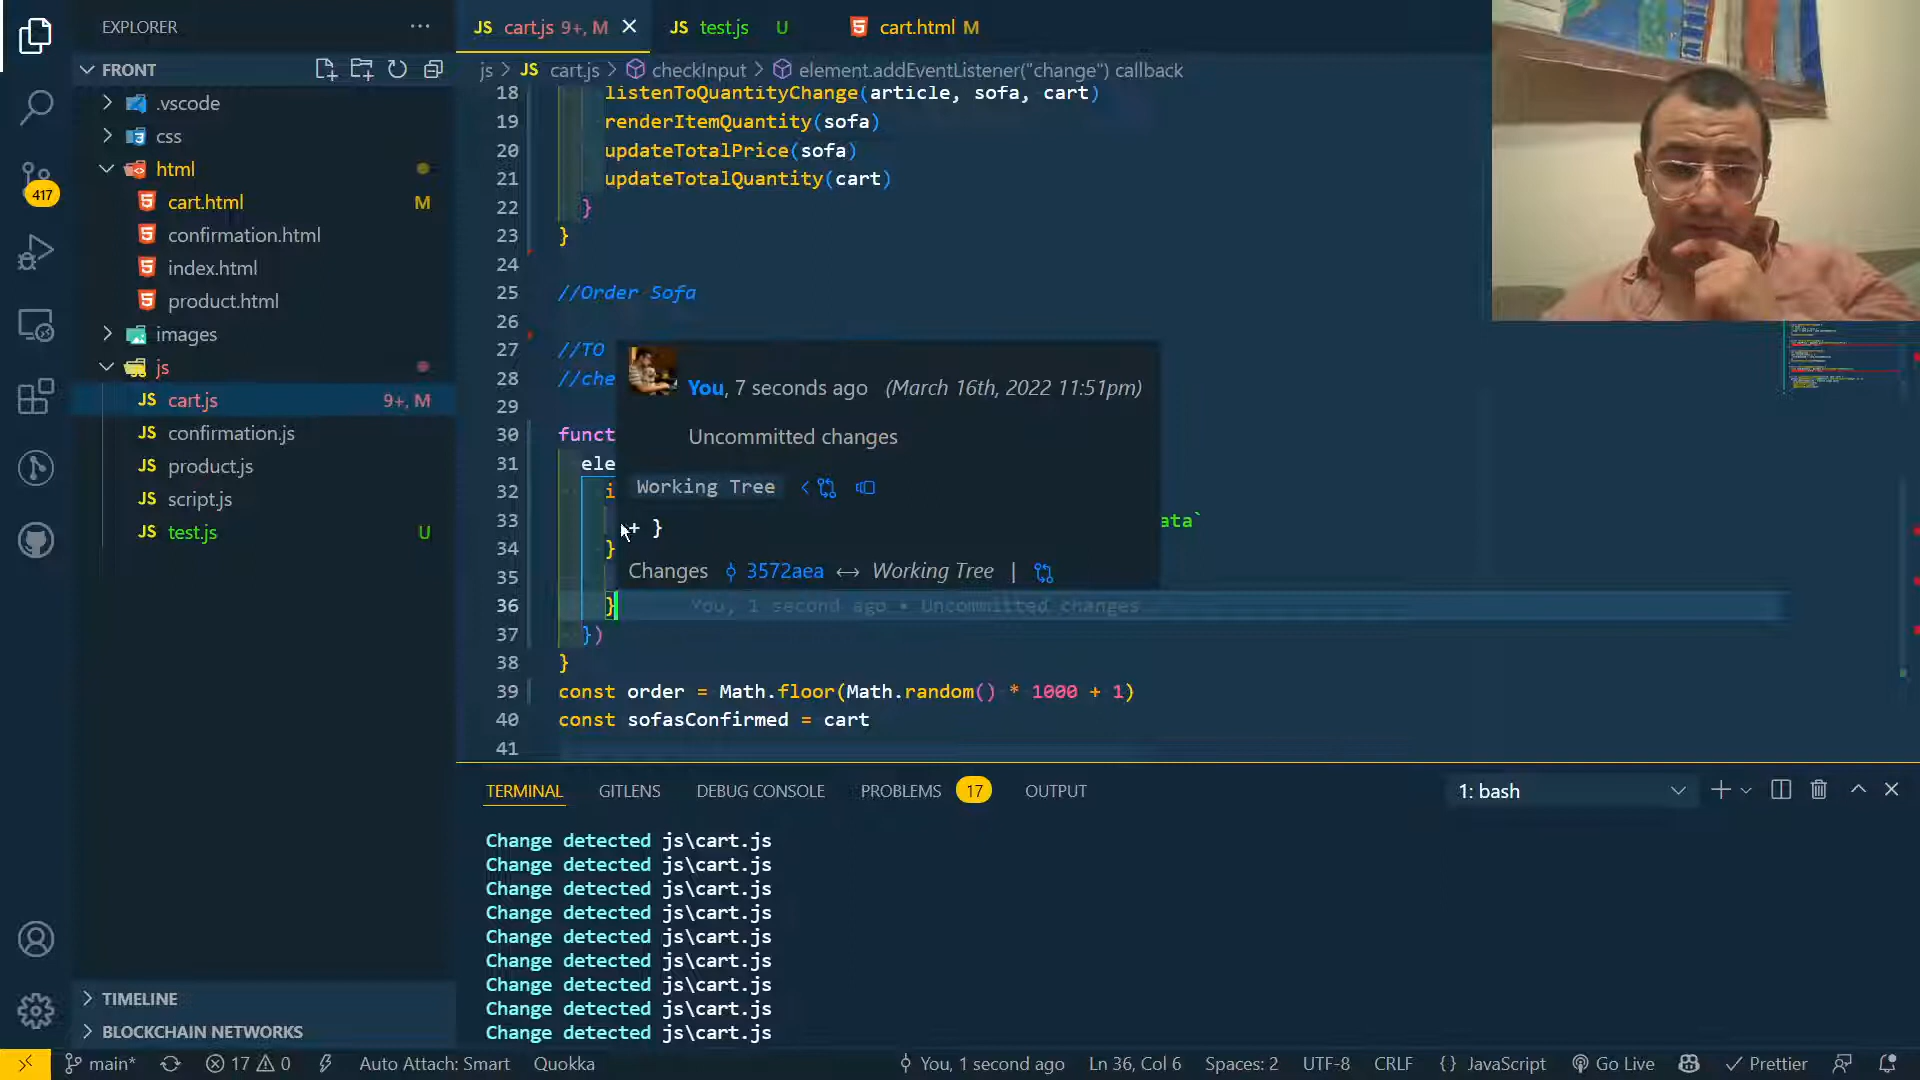 EXPLORER
FRONT
.vscode
css
html
cart.html M
confirmation.html
index.html
product.html
images
js
cart.js 9+, M
confirmation.js
product.js
script.js
test.js U
TIMELINE
BLOCKCHAIN NETWORKS
417
JS cart.js 9+, M
JS test.js U
cart.html M
js > JS cart.js > checkInput > element.addEventListener("change") callback
18 listenToQuantityChange(article, sofa, cart)
19 renderItemQuantity(sofa)
20 updateTotalPrice(sofa)
21 updateTotalQuantity(cart)
22 }
23 }
24
25 //Order Sofa
26
27 //TO
28 //che
29
30 funct
31 ele
32 i
33 ata`
34 }
35
36 } You, 1 second ago • Uncommitted changes
37 })
38 }
39 const order = Math.floor(Math.random() * 1000 + 1)
40 const sofasConfirmed = cart
41
You, 7 seconds ago (March 16th, 2022 11:51pm)
Uncommitted changes
Working Tree
+ }
Changes 3572aea ↔ Working Tree |
TERMINAL GITLENS DEBUG CONSOLE PROBLEMS 17 OUTPUT 1: bash
Change detected js\cart.js
Change detected js\cart.js
Change detected js\cart.js
Change detected js\cart.js
Change detected js\cart.js
Change detected js\cart.js
Change detected js\cart.js
Change detected js\cart.js
Change detected js\cart.js
main* 17 0 Auto Attach: Smart Quokka You, 1 second ago Ln 36, Col 6 Spaces: 2 UTF-8 CRLF {} JavaScript Go Live Prettier